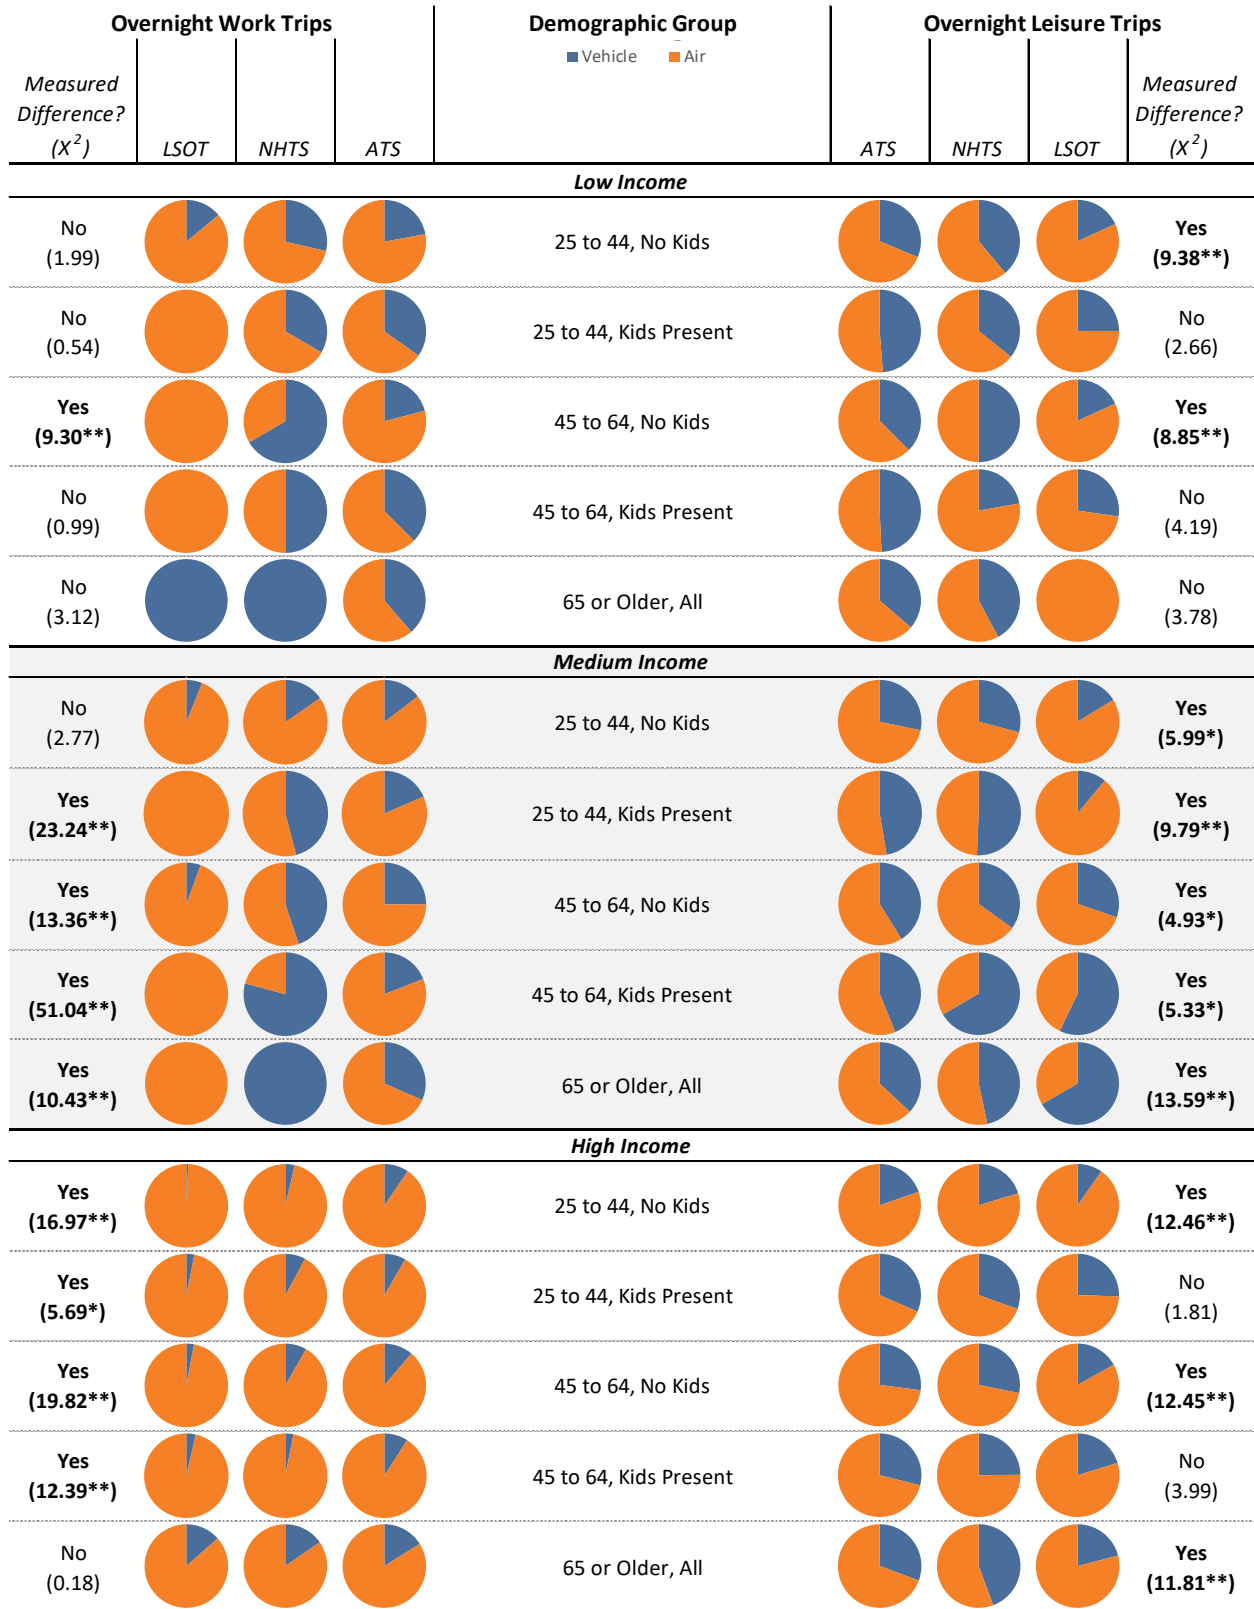 Overnight Work Trips Demographic Group Overnight Leisure Trips
Vehicle Air
Measured Measured
Difference? Difference?
(X²) LSOT NHTS ATS ATS NHTS LSOT (X²)
Low Income
No 25 to 44, No Kids Yes
(1.99) (9.38**)
No 25 to 44, Kids Present No
(0.54) (2.66)
Yes 45 to 64, No Kids Yes
(9.30**) (8.85**)
No 45 to 64, Kids Present No
(0.99) (4.19)
No 65 or Older, All No
(3.12) (3.78)
Medium Income
No 25 to 44, No Kids Yes
(2.77) (5.99*)
Yes 25 to 44, Kids Present Yes
(23.24**) (9.79**)
Yes 45 to 64, No Kids Yes
(13.36**) (4.93*)
Yes 45 to 64, Kids Present Yes
(51.04**) (5.33*)
Yes 65 or Older, All Yes
(10.43**) (13.59**)
High Income
Yes 25 to 44, No Kids Yes
(16.97**) (12.46**)
Yes 25 to 44, Kids Present No
(5.69*) (1.81)
Yes 45 to 64, No Kids Yes
(19.82**) (12.45**)
Yes 45 to 64, Kids Present No
(12.39**) (3.99)
No 65 or Older, All Yes
(0.18) (11.81**)